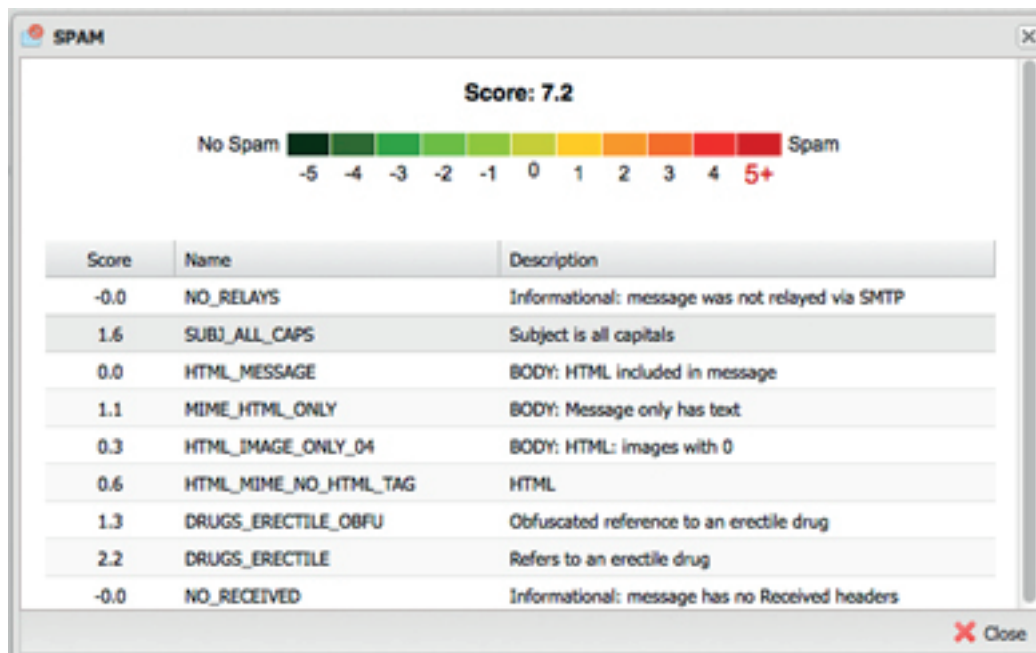 SPAM
Score: 7.2
No Spam Spam
-5 -4 -3 -2 -1 0 1 2 3 4 5+
Score Name Description
-0.0 NO_RELAYS Informational: message was not relayed via SMTP
1.6 SUBJ_ALL_CAPS Subject is all capitals
0.0 HTML_MESSAGE BODY: HTML included in message
1.1 MIME_HTML_ONLY BODY: Message only has text
0.3 HTML_IMAGE_ONLY_04 BODY: HTML: images with 0
0.6 HTML_MIME_NO_HTML_TAG HTML
1.3 DRUGS_ERECTILE_OBFU Obfuscated reference to an erectile drug
2.2 DRUGS_ERECTILE Refers to an erectile drug
-0.0 NO_RECEIVED Informational: message has no Received headers
Close